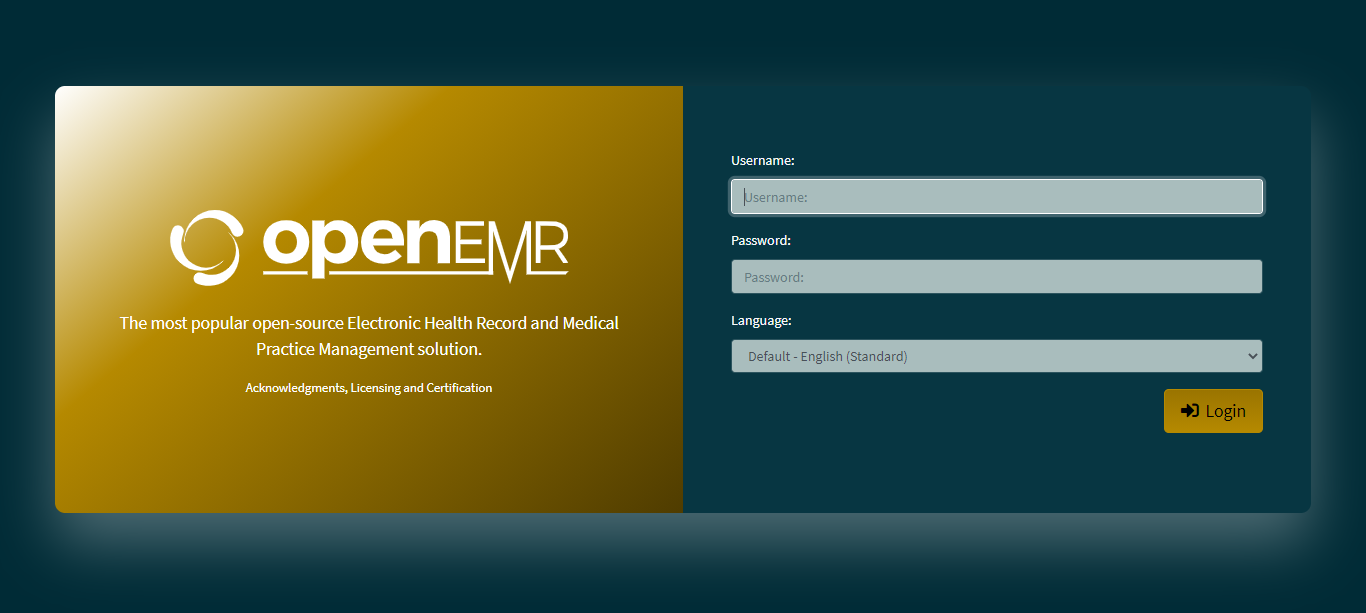 openEMR
The most popular open-source Electronic Health Record and Medical
Practice Management solution.
Acknowledgments, Licensing and Certification
Username:
Username:
Password:
Password:
Language:
Default - English (Standard)
Login